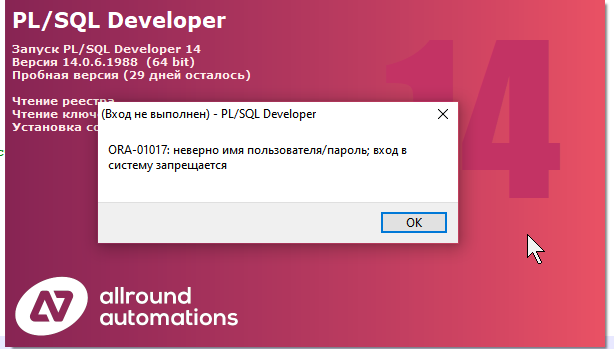 PL/SQL Developer
Запуск PL/SQL Developer 14
Версия 14.0.6.1988 (64 bit)
Пробная версия (29 дней осталось)
Чтение реестра
Чтение ключ
Установка со
(Вход не выполнен) - PL/SQL Developer
ORA-01017: неверно имя пользователя/пароль; вход в
систему запрещается
OK
14
allround
automations